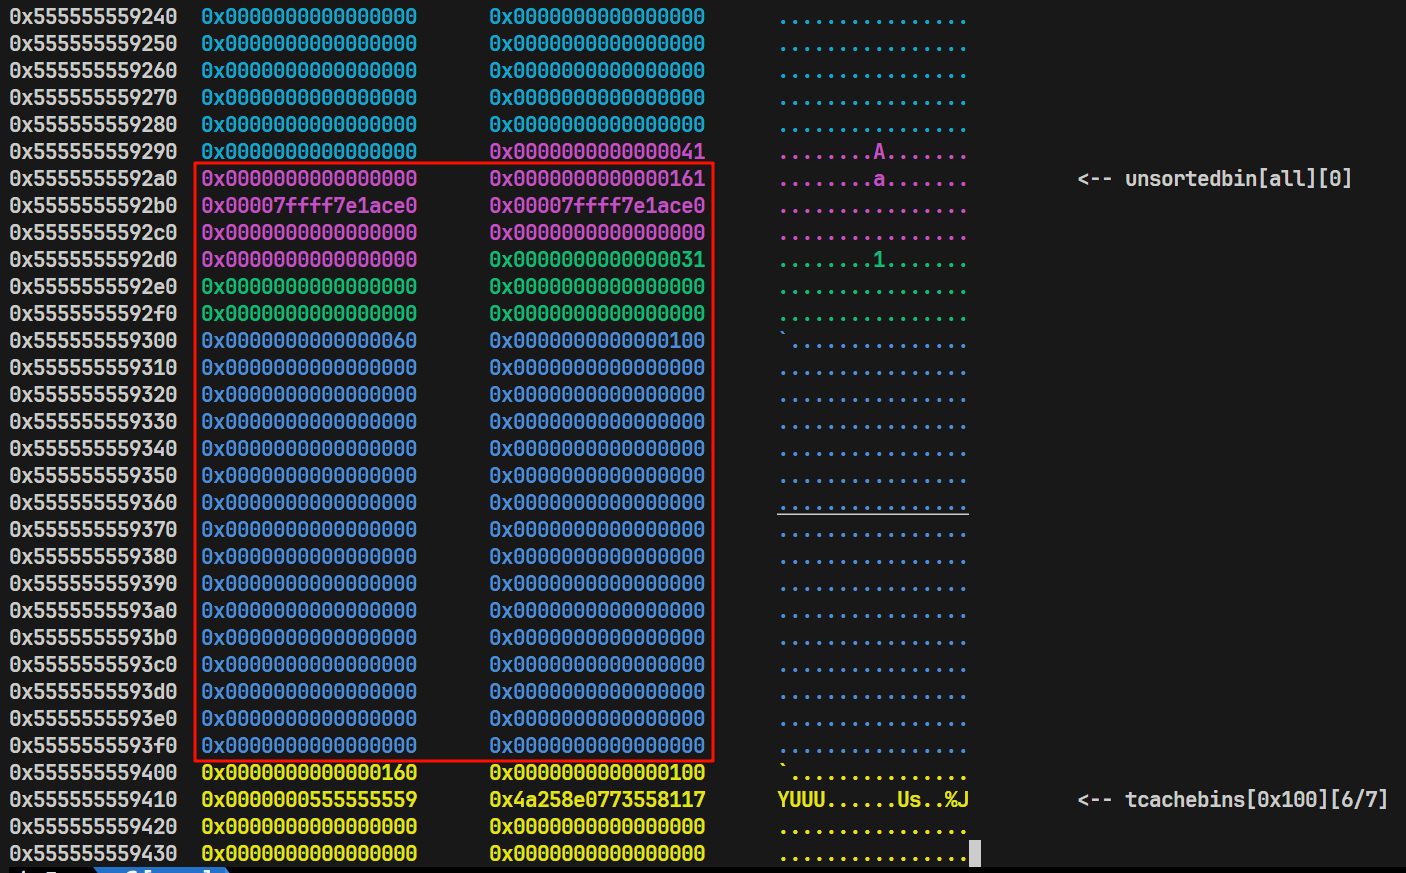 0x555555559240 0x0000000000000000 0x0000000000000000 ................
0x555555559250 0x0000000000000000 0x0000000000000000 ................
0x555555559260 0x0000000000000000 0x0000000000000000 ................
0x555555559270 0x0000000000000000 0x0000000000000000 ................
0x555555559280 0x0000000000000000 0x0000000000000000 ................
0x555555559290 0x0000000000000000 0x0000000000000041 ........A.......
0x5555555592a0 0x0000000000000000 0x0000000000000161 ........a....... <-- unsortedbin[all][0]
0x5555555592b0 0x00007ffff7e1ace0 0x00007ffff7e1ace0 ................
0x5555555592c0 0x0000000000000000 0x0000000000000000 ................
0x5555555592d0 0x0000000000000000 0x0000000000000031 ........1.......
0x5555555592e0 0x0000000000000000 0x0000000000000000 ................
0x5555555592f0 0x0000000000000000 0x0000000000000000 ................
0x555555559300 0x0000000000000060 0x0000000000000100 `...............
0x555555559310 0x0000000000000000 0x0000000000000000 ................
0x555555559320 0x0000000000000000 0x0000000000000000 ................
0x555555559330 0x0000000000000000 0x0000000000000000 ................
0x555555559340 0x0000000000000000 0x0000000000000000 ................
0x555555559350 0x0000000000000000 0x0000000000000000 ................
0x555555559360 0x0000000000000000 0x0000000000000000 ................
0x555555559370 0x0000000000000000 0x0000000000000000 ................
0x555555559380 0x0000000000000000 0x0000000000000000 ................
0x555555559390 0x0000000000000000 0x0000000000000000 ................
0x5555555593a0 0x0000000000000000 0x0000000000000000 ................
0x5555555593b0 0x0000000000000000 0x0000000000000000 ................
0x5555555593c0 0x0000000000000000 0x0000000000000000 ................
0x5555555593d0 0x0000000000000000 0x0000000000000000 ................
0x5555555593e0 0x0000000000000000 0x0000000000000000 ................
0x5555555593f0 0x0000000000000000 0x0000000000000000 ................
0x555555559400 0x0000000000000160 0x0000000000000100 `...............
0x555555559410 0x0000000555555559 0x4a258e0773558117 YUUU......Us..%J <-- tcachebins[0x100][6/7]
0x555555559420 0x0000000000000000 0x0000000000000000 ................
0x555555559430 0x0000000000000000 0x0000000000000000 ................